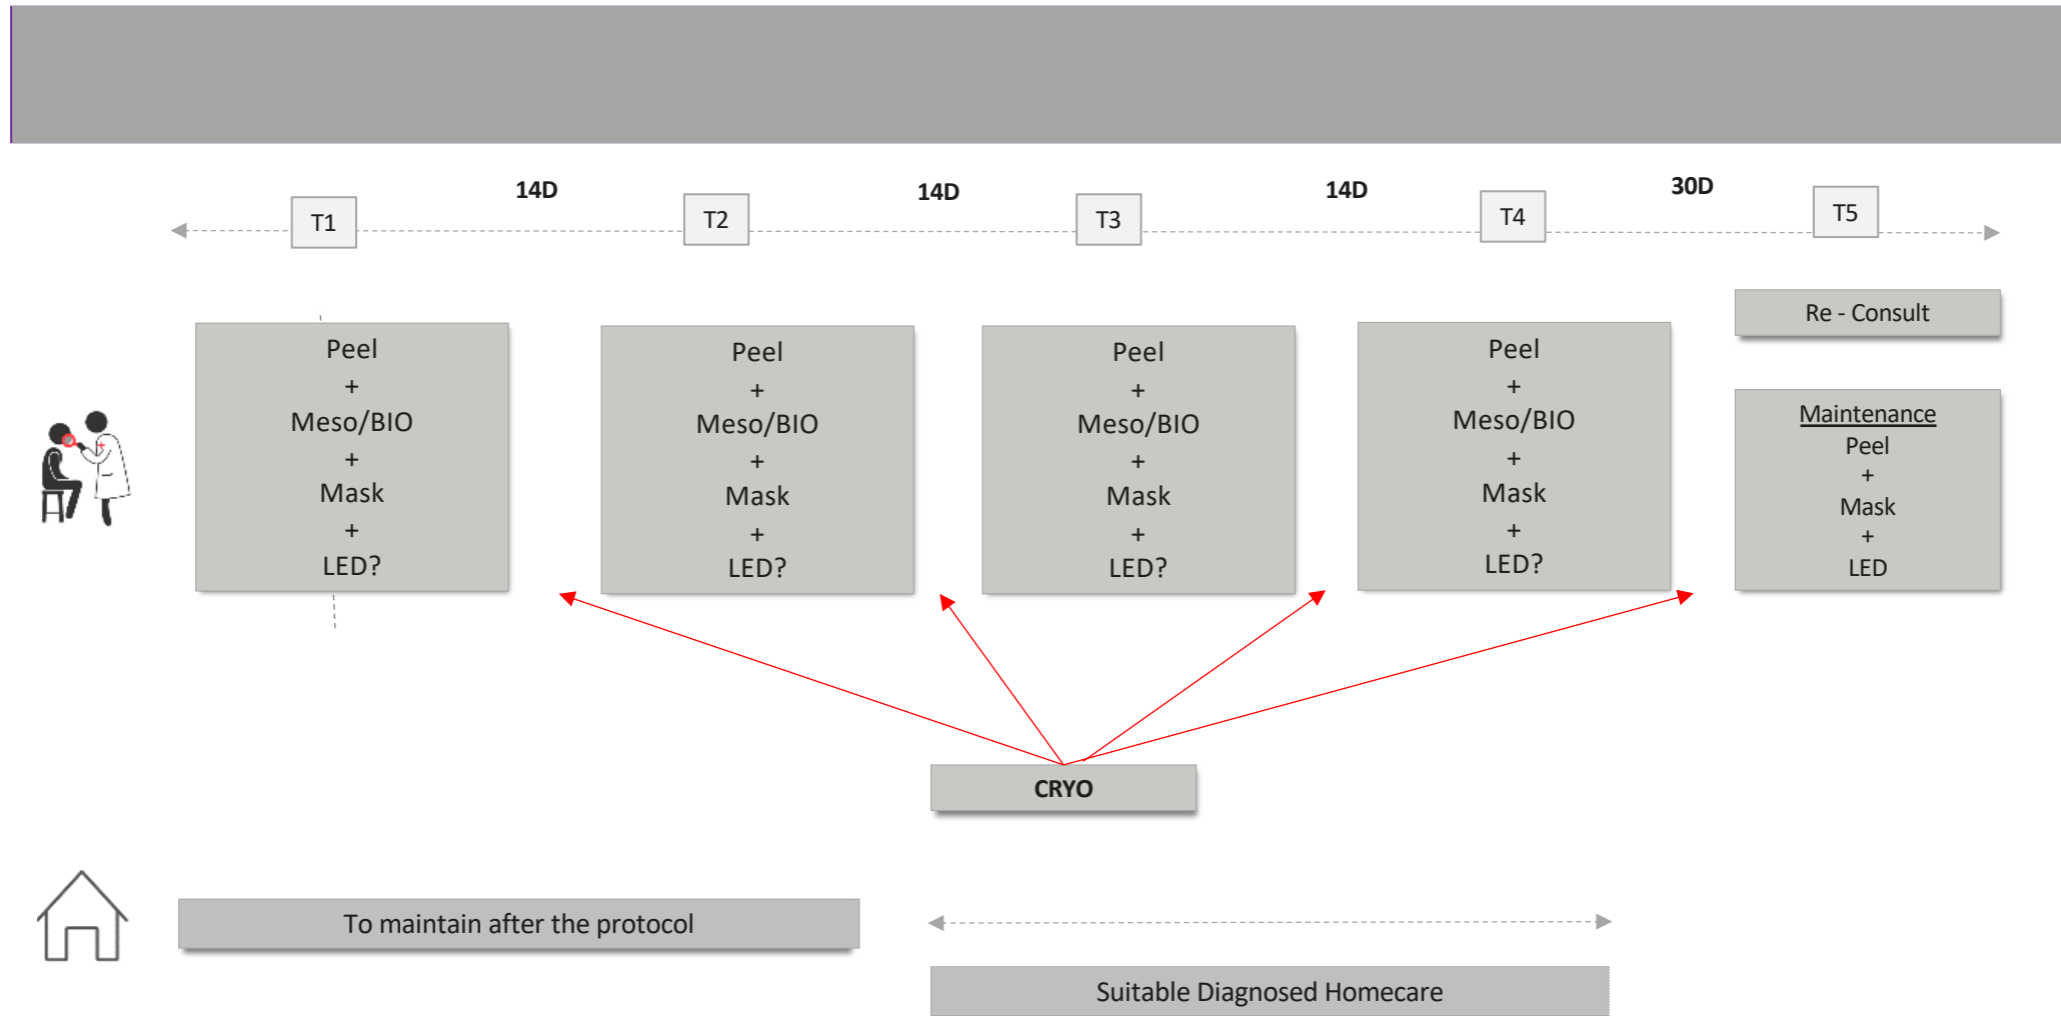 14D
14D
14D
30D
T1
T2
T3
T4
T5
Peel
+
Meso/BIO
+
Mask
+
LED?
Peel
+
Meso/BIO
+
Mask
+
LED?
Peel
+
Meso/BIO
+
Mask
+
LED?
Peel
+
Meso/BIO
+
Mask
+
LED?
Re - Consult
Maintenance
Peel
+
Mask
+
LED
CRYO
To maintain after the protocol
Suitable Diagnosed Homecare